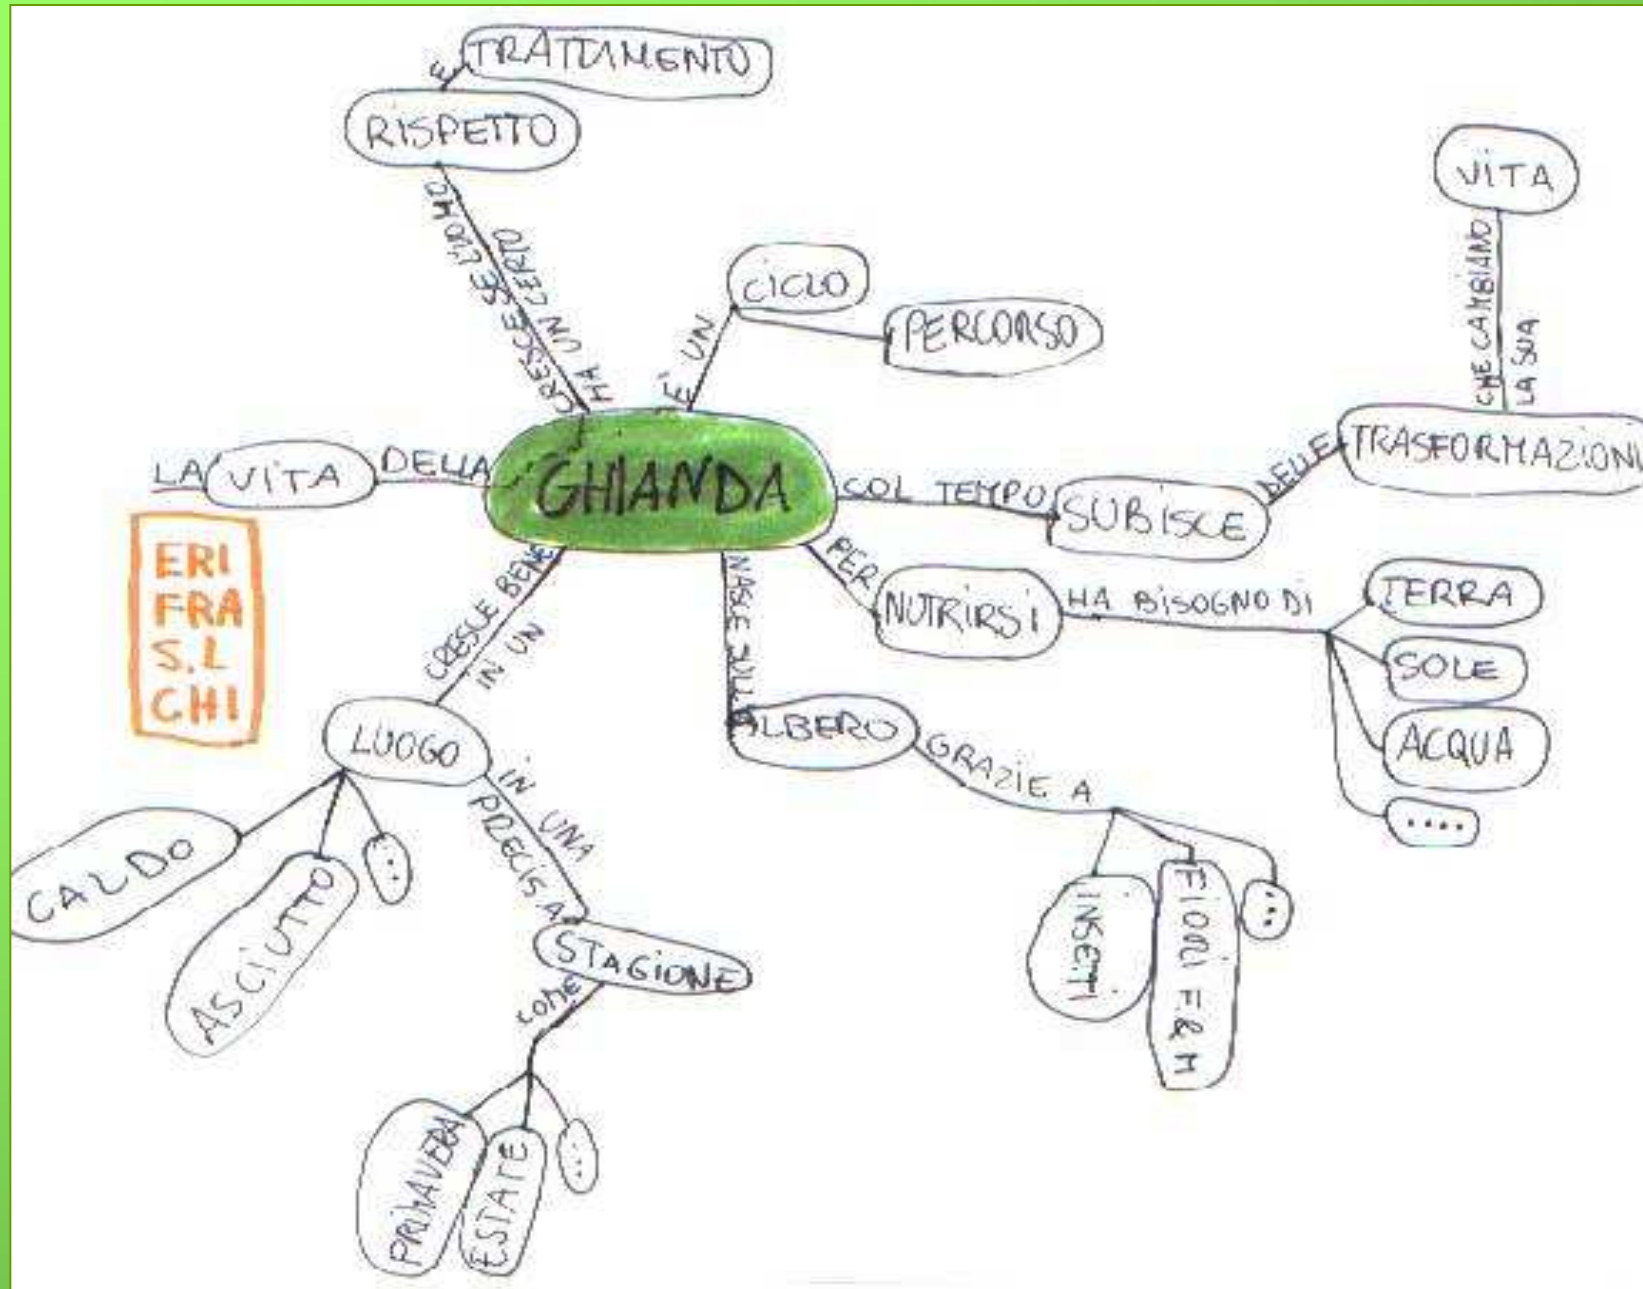 TRATTAMENTO
E
RISPETTO
CRESCE SE L'UOMO
HA UN CERTO
È UN
CICLO
PERCORSO
VITA
CHE CAMBIANO
LA SUA
TRASFORMAZIONI
DELLE
SUBISCE
COL TEMPO
GHIANDA
LA VITA DELLA
ERI
FRA
S.L
CHI
CRESCE BENE
IN UN
LUOGO
CALDO
ASCIUTTO
...
IN UNA
PRECISA
STAGIONE
COME
PRIMAVERA
ESTATE
...
NASCE SULL'
ALBERO
GRAZIE A
INSETTI
FIORI F. & M
...
PER
NUTRIRSI
HA BISOGNO DI
TERRA
SOLE
ACQUA
....